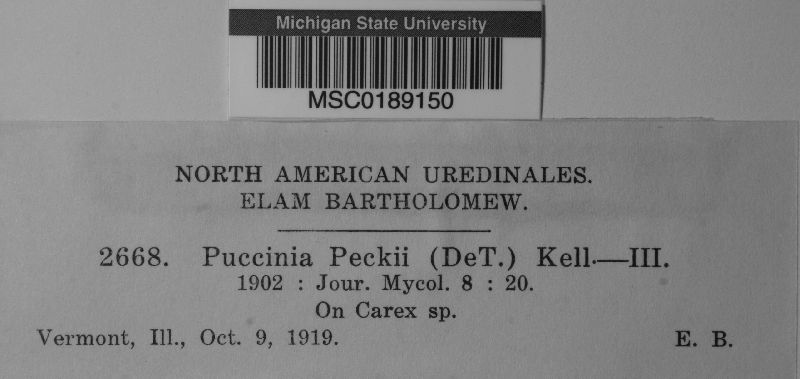 Michigan State University
MSC0189150
NORTH AMERICAN UREDINALES.
ELAM BARTHOLOMEW.
2668. Puccinia Peckii (DeT.) Kell.—III.
1902 : Jour. Mycol. 8 : 20.
On Carex sp.
Vermont, Ill., Oct. 9, 1919. E. B.